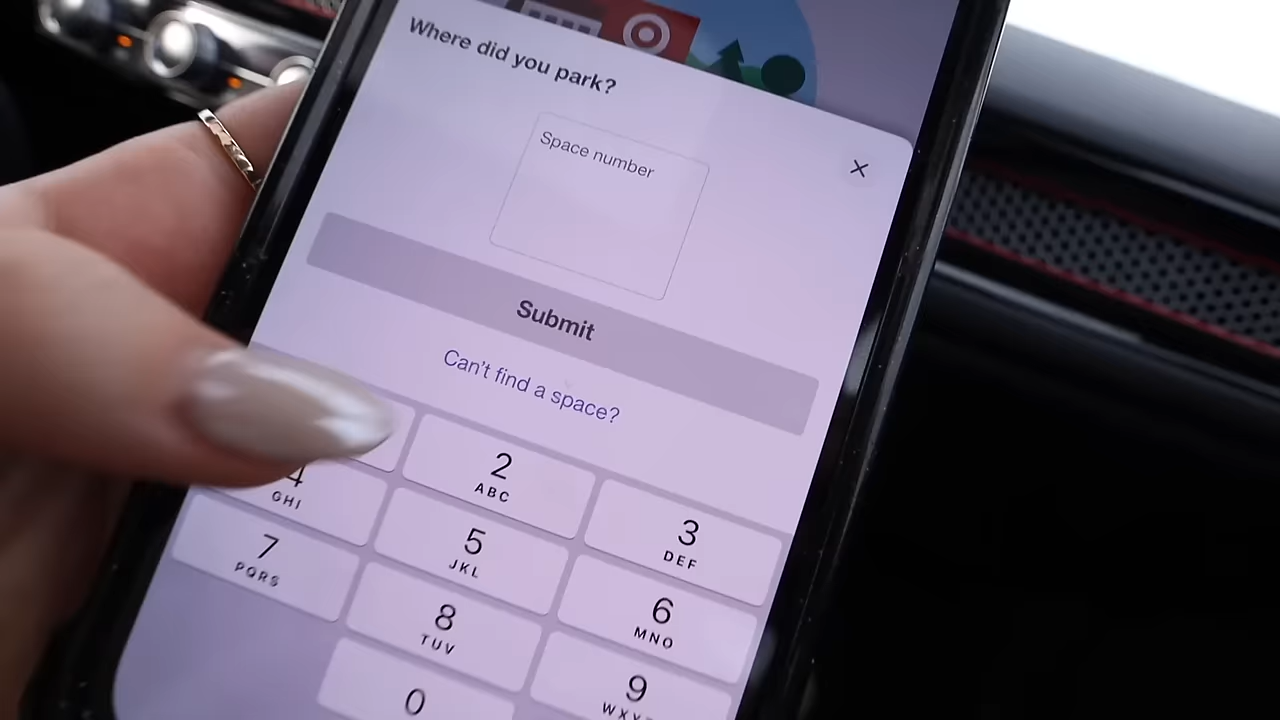 Where did you park?
Space number
Submit
Can't find a space?
2
ABC
3
DEF
4
GHI
5
JKL
6
MNO
7
PQRS
8
TUV
9
0